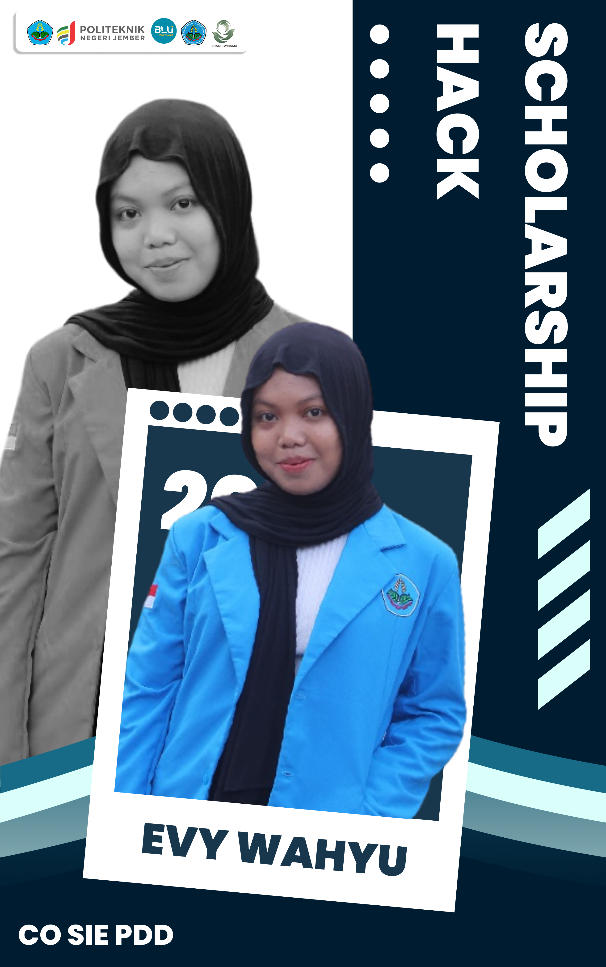 POLITEKNIK
NEGERI JEMBER
BLU
SCHOLARSHIP
HACK
EVY WAHYU
CO SIE PDD